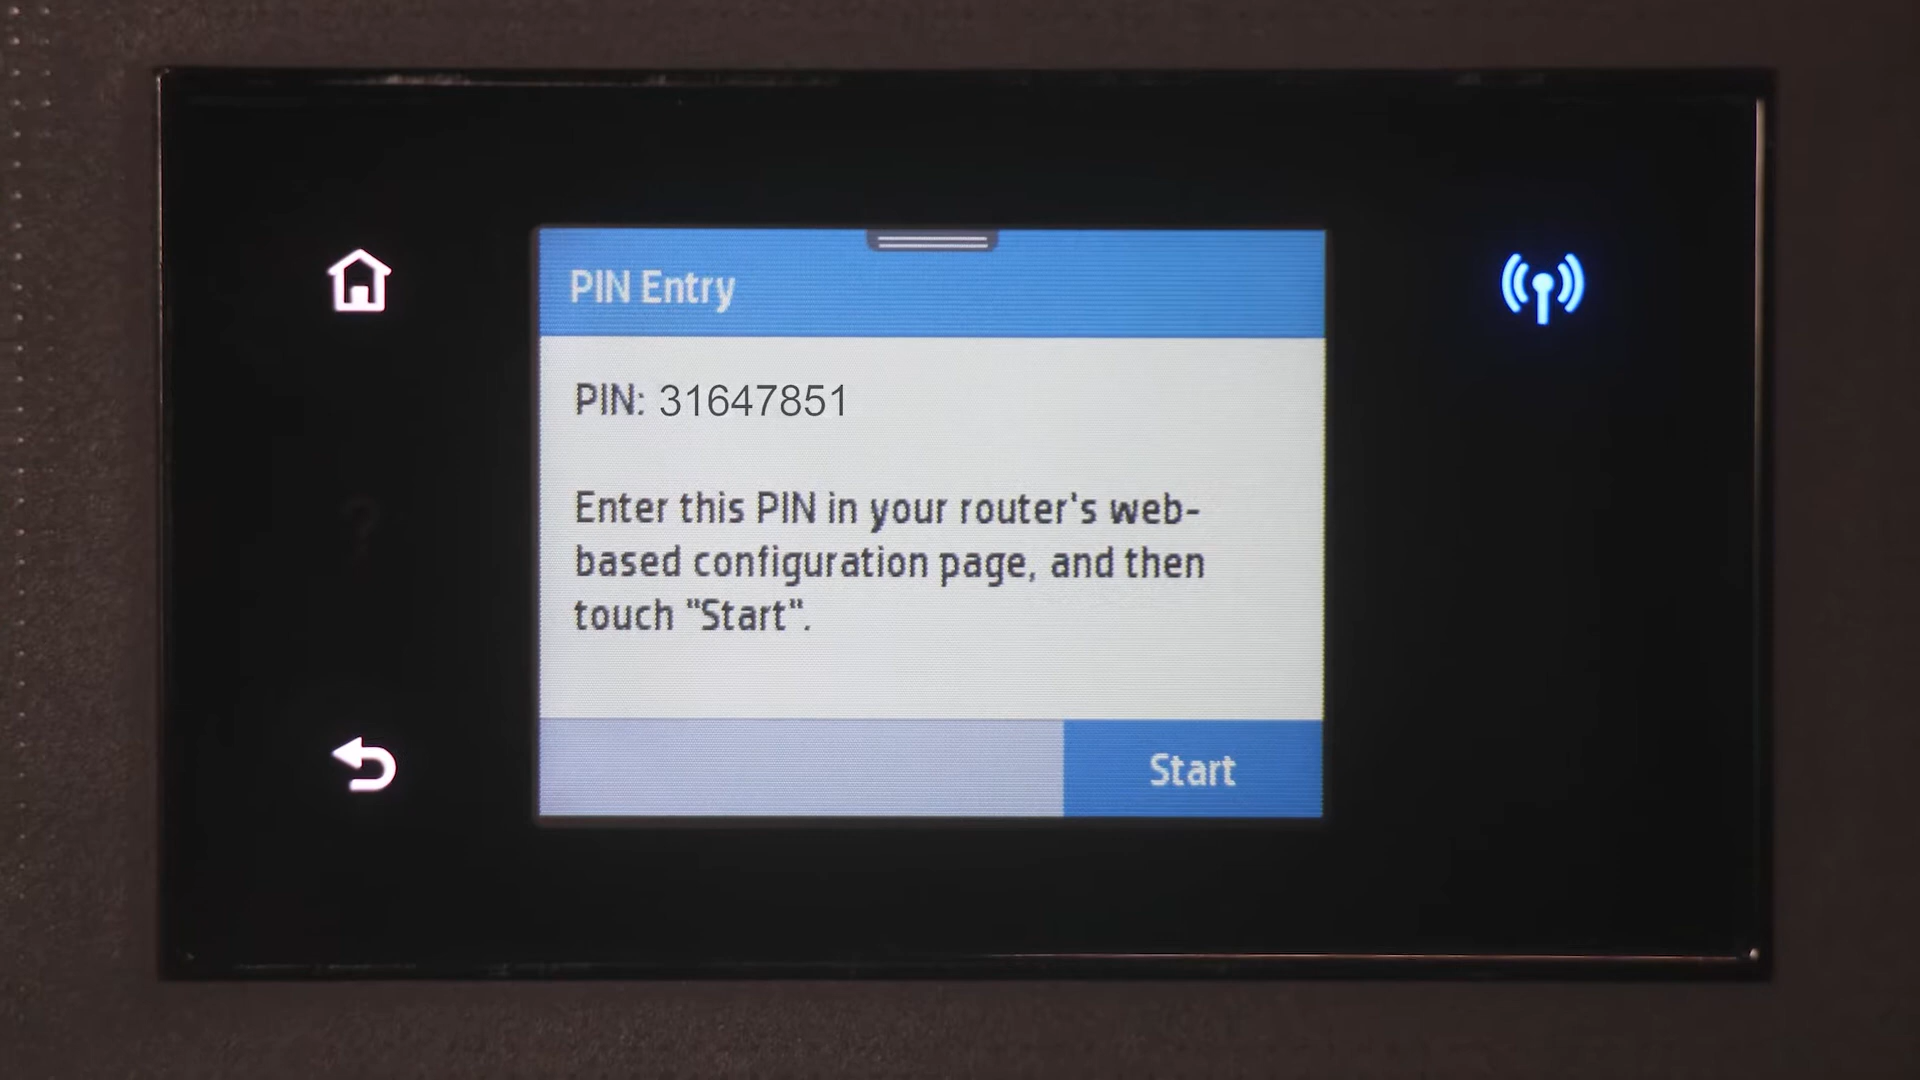 PIN Entry
PIN: 31647851
Enter this PIN in your router's web-
based configuration page, and then
touch "Start".
Start